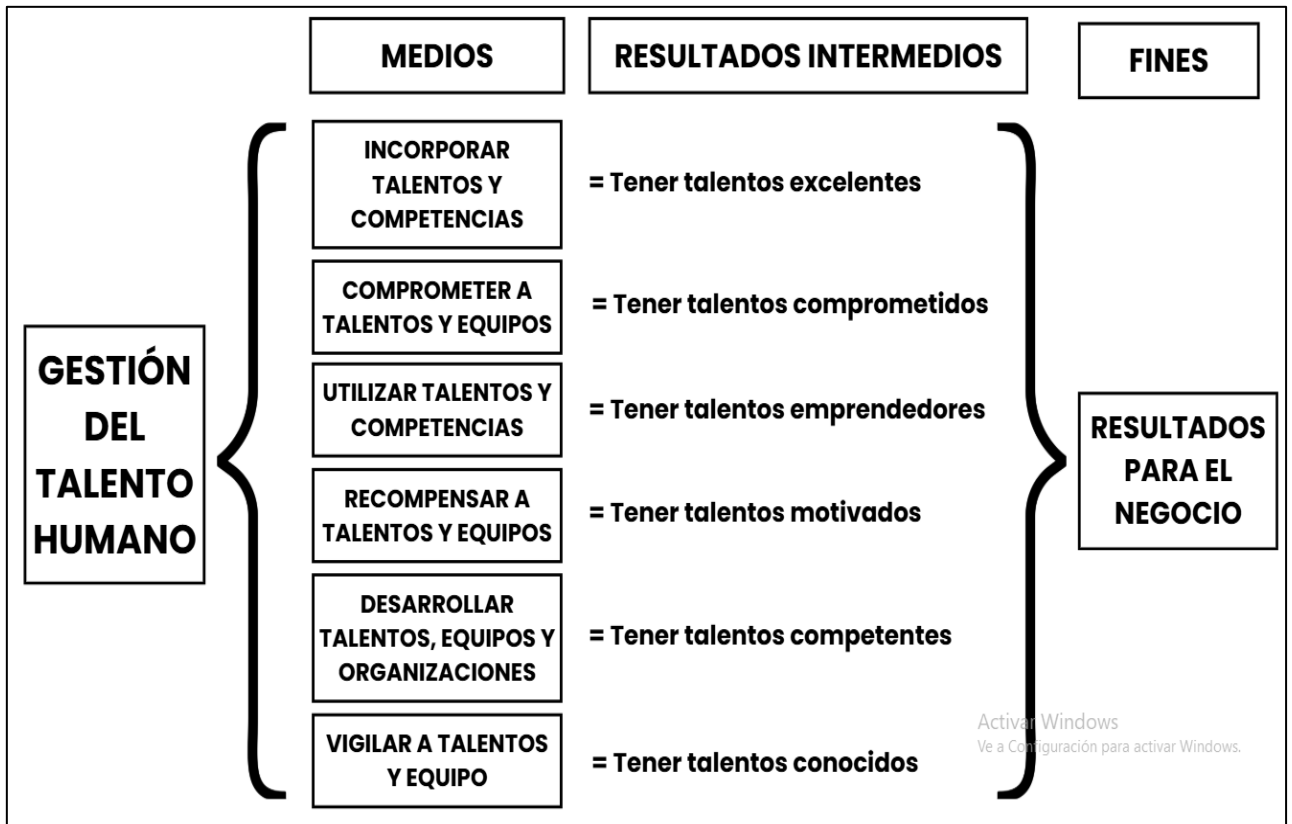 MEDIOS
RESULTADOS INTERMEDIOS
FINES
GESTIÓN
DEL
TALENTO
HUMANO
INCORPORAR
TALENTOS Y
COMPETENCIAS
= Tener talentos excelentes
COMPROMETER A
TALENTOS Y EQUIPOS
= Tener talentos comprometidos
UTILIZAR TALENTOS Y
COMPETENCIAS
= Tener talentos emprendedores
RECOMPENSAR A
TALENTOS Y EQUIPOS
= Tener talentos motivados
DESARROLLAR
TALENTOS, EQUIPOS Y
ORGANIZACIONES
= Tener talentos competentes
VIGILAR A TALENTOS
Y EQUIPO
= Tener talentos conocidos
RESULTADOS
PARA EL
NEGOCIO
Activar Windows
Ve a Configuración para activar Windows.